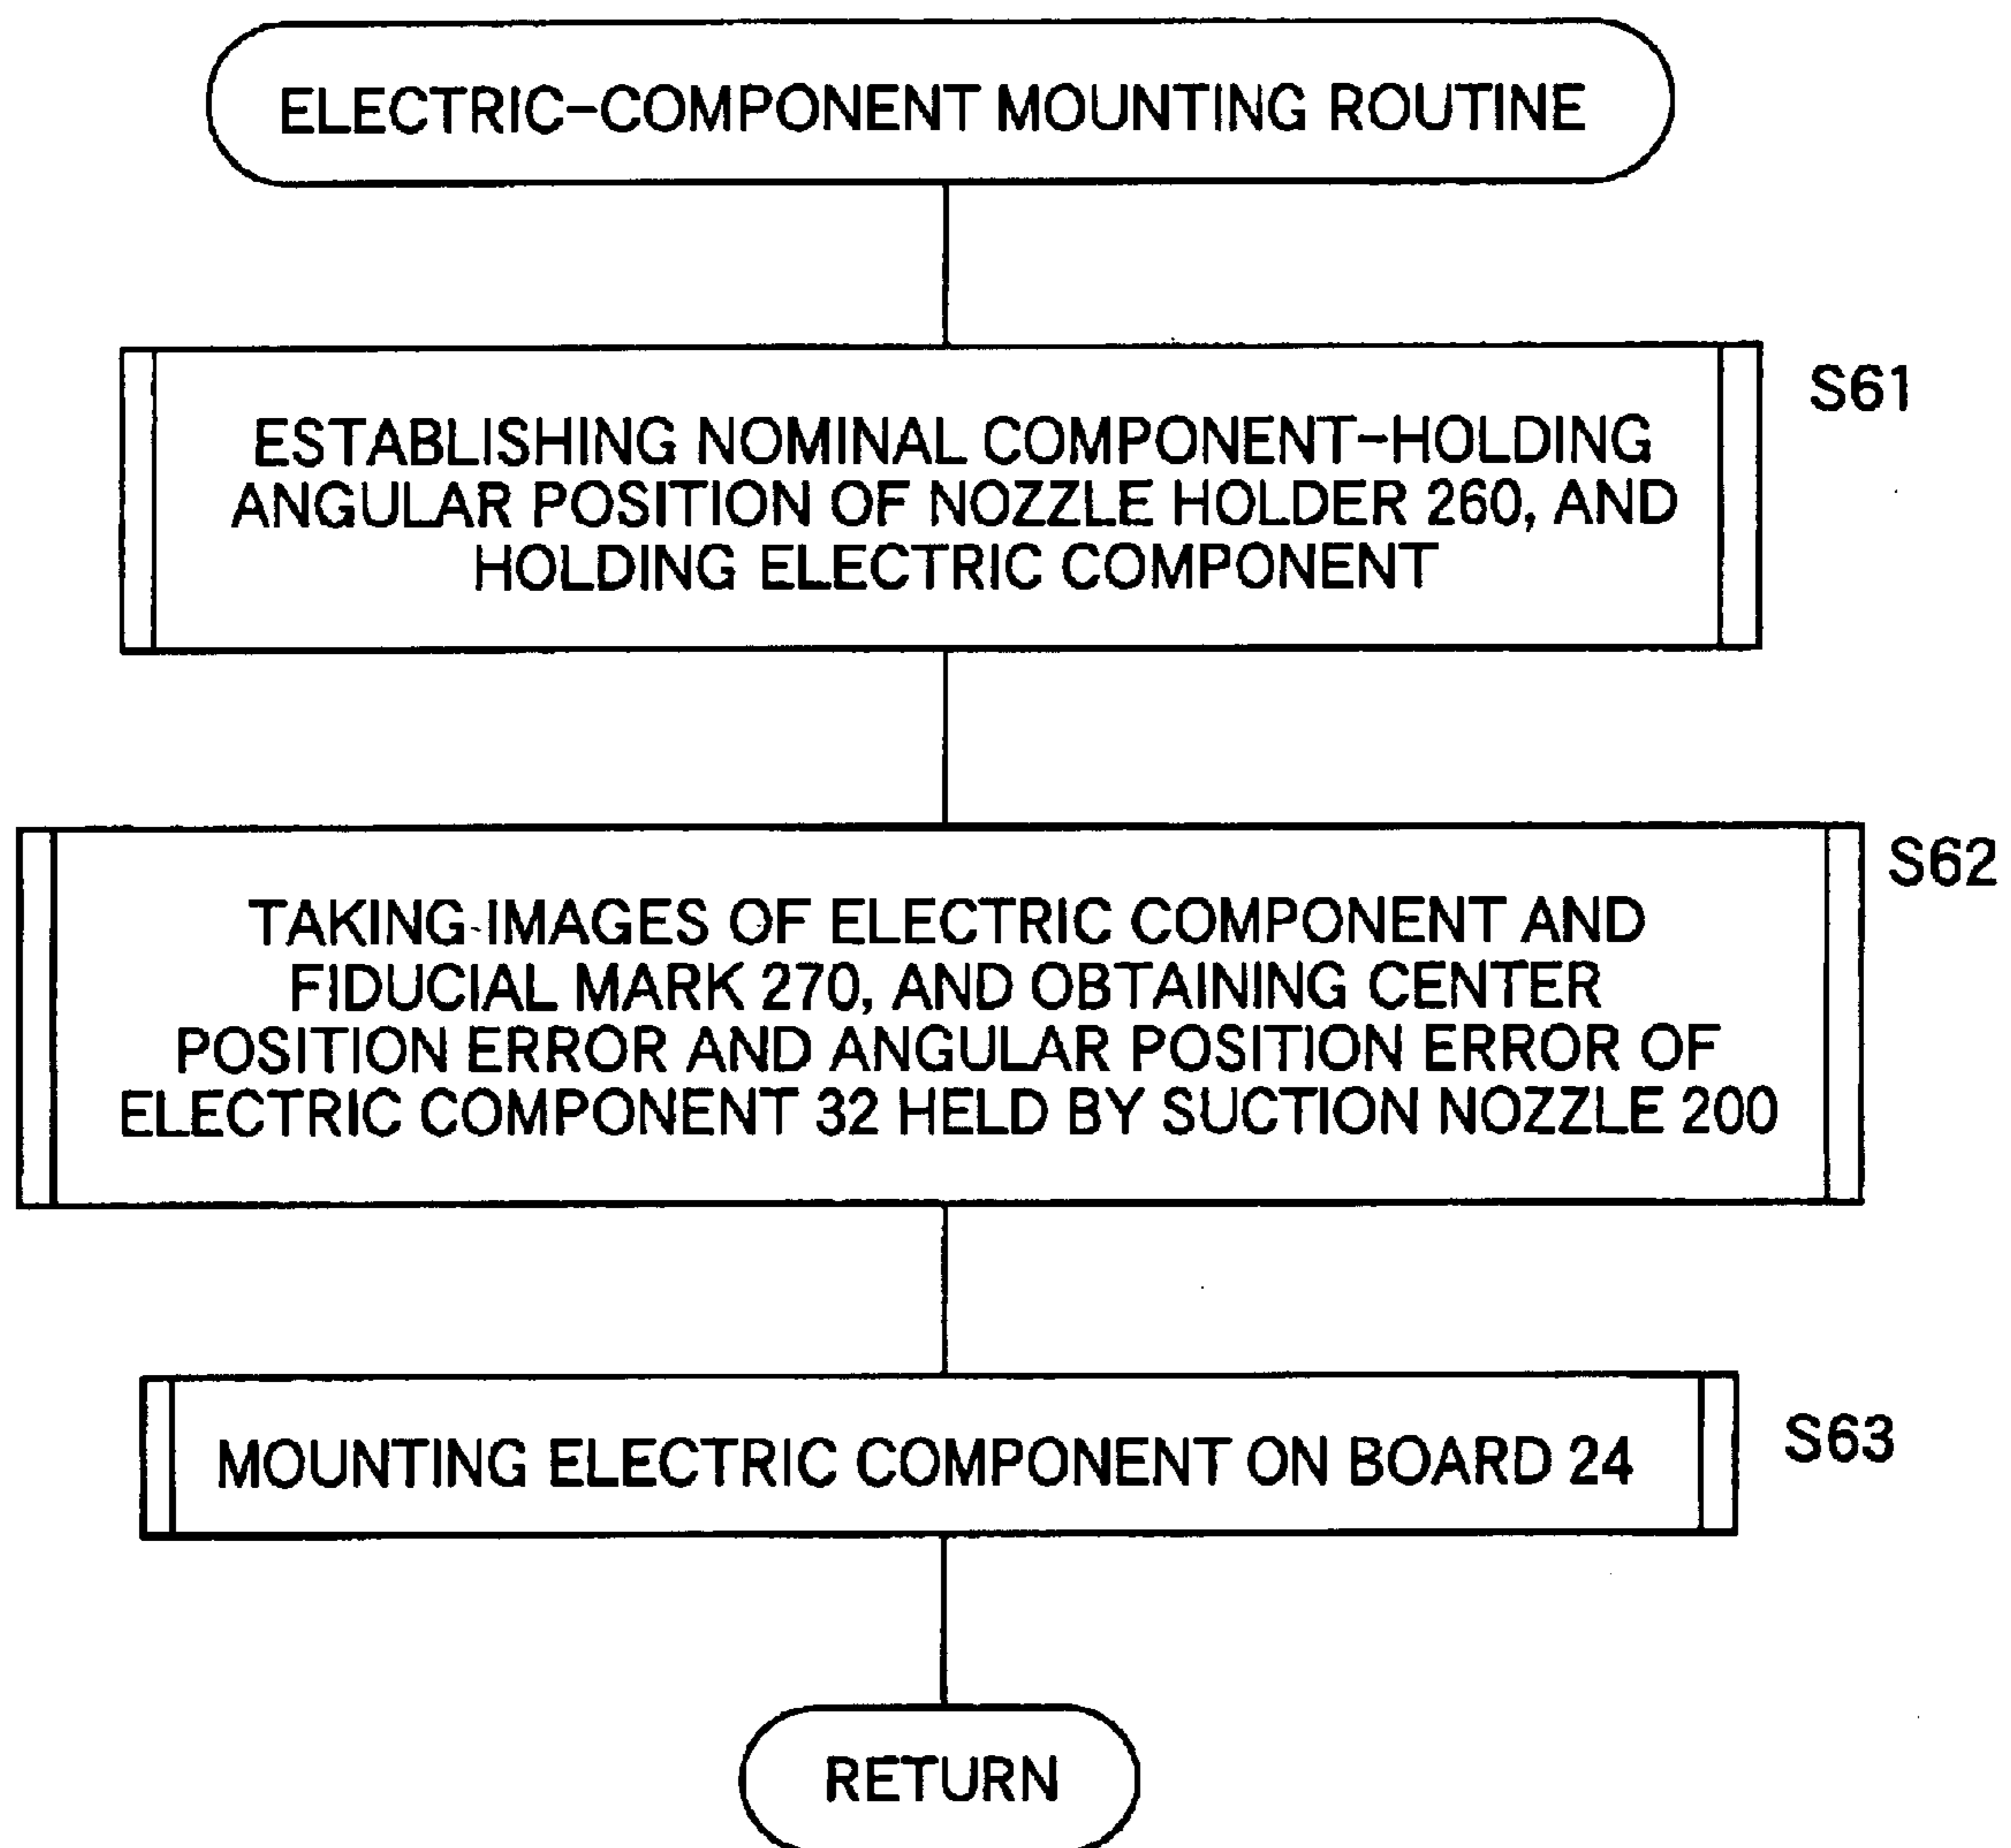 ELECTRIC-COMPONENT MOUNTING ROUTINE
S61
ESTABLISHING NOMINAL COMPONENT-HOLDING
ANGULAR POSITION OF NOZZLE HOLDER 260, AND
HOLDING ELECTRIC COMPONENT
S62
TAKING IMAGES OF ELECTRIC COMPONENT AND
FIDUCIAL MARK 270, AND OBTAINING CENTER
POSITION ERROR AND ANGULAR POSITION ERROR OF
ELECTRIC COMPONENT 32 HELD BY SUCTION NOZZLE 200
MOUNTING ELECTRIC COMPONENT ON BOARD 24
S63
RETURN